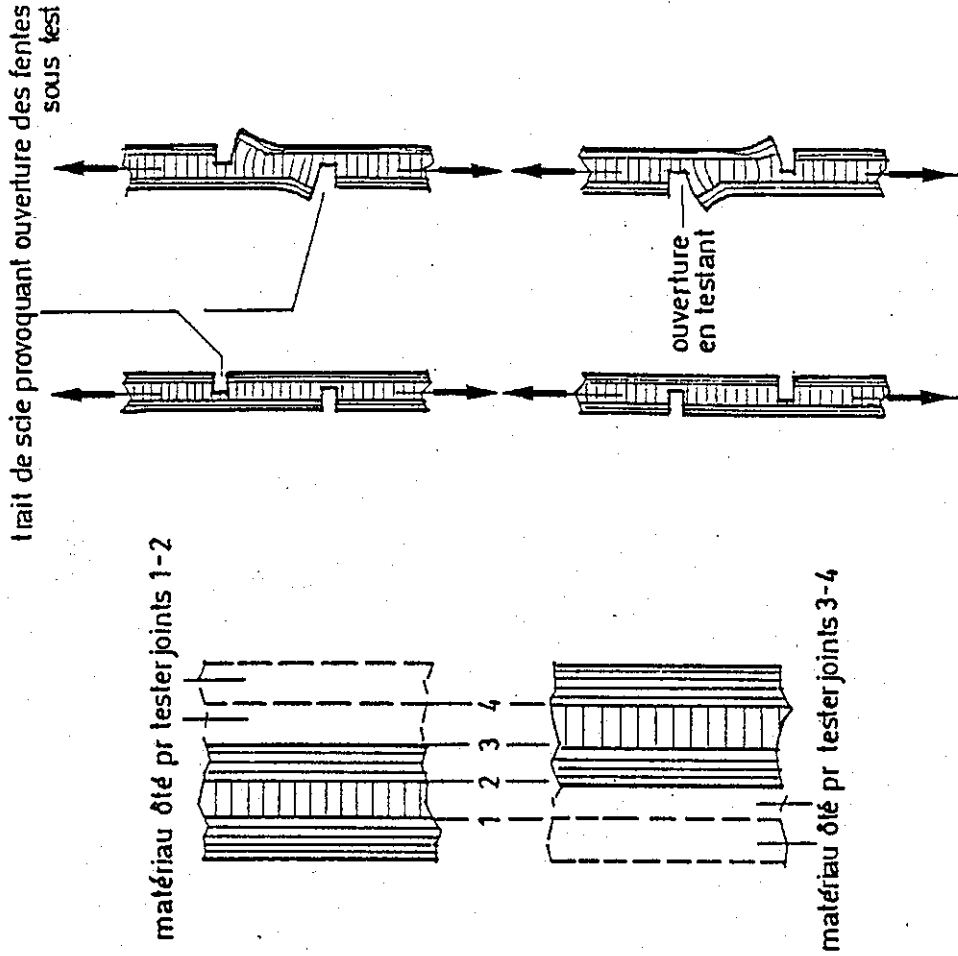 trait de scie provoquant ouverture des fentes
sous test
ouverture
en testant
matériau ôté pr tester joints 1-2
1 2 3 4
matériau ôté pr tester joints 3-4